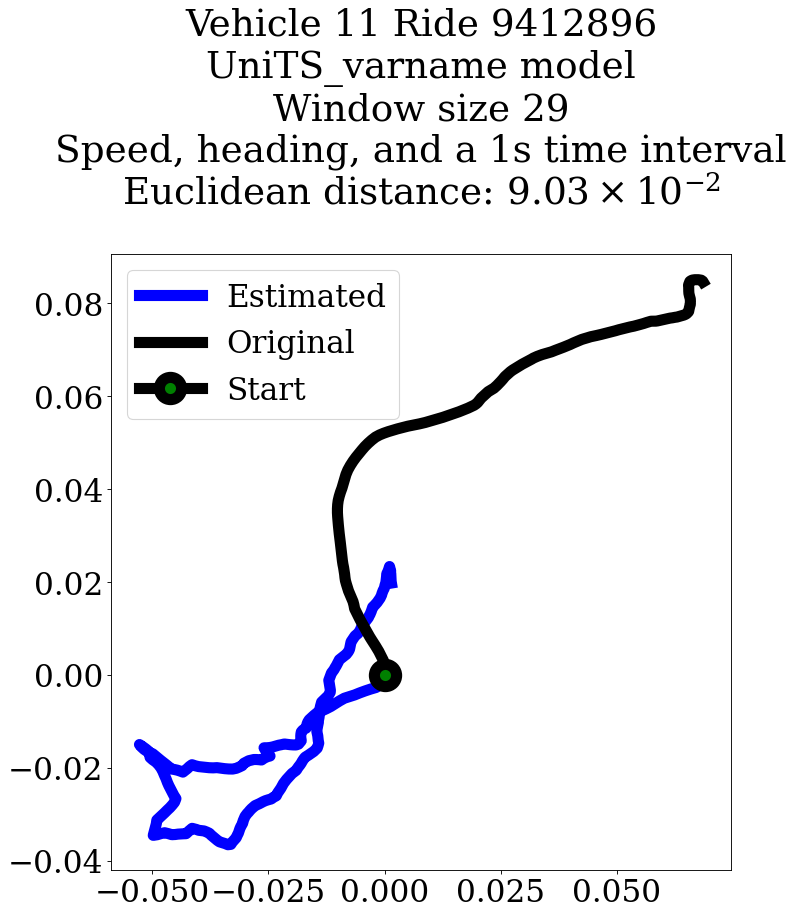 Vehicle 11 Ride 9412896
UniTS_varname model
Window size 29
Speed, heading, and a 1s time interval
Euclidean distance: 9.03 × 10⁻²
Estimated
Original
Start
0.08
0.06
0.04
0.02
0.00
−0.02
−0.04
−0.050
−0.025
0.000
0.025
0.050